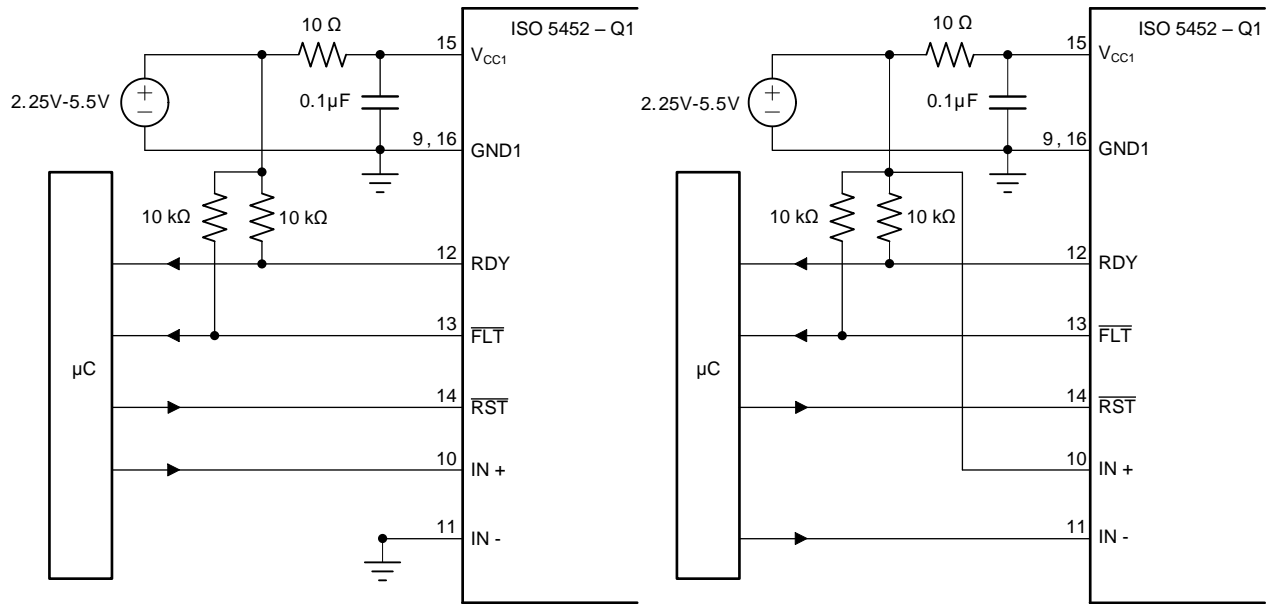 10 Ω
ISO 5452 – Q1
15
VCC1
2.25V-5.5V
0.1µF
9 , 16
GND1
10 kΩ
10 kΩ
12
RDY
13
FLT
µC
14
RST
10
IN +
11
IN -
10 Ω
ISO 5452 – Q1
15
VCC1
2.25V-5.5V
0.1µF
9 , 16
GND1
10 kΩ
10 kΩ
12
RDY
13
FLT
µC
14
RST
10
IN +
11
IN -